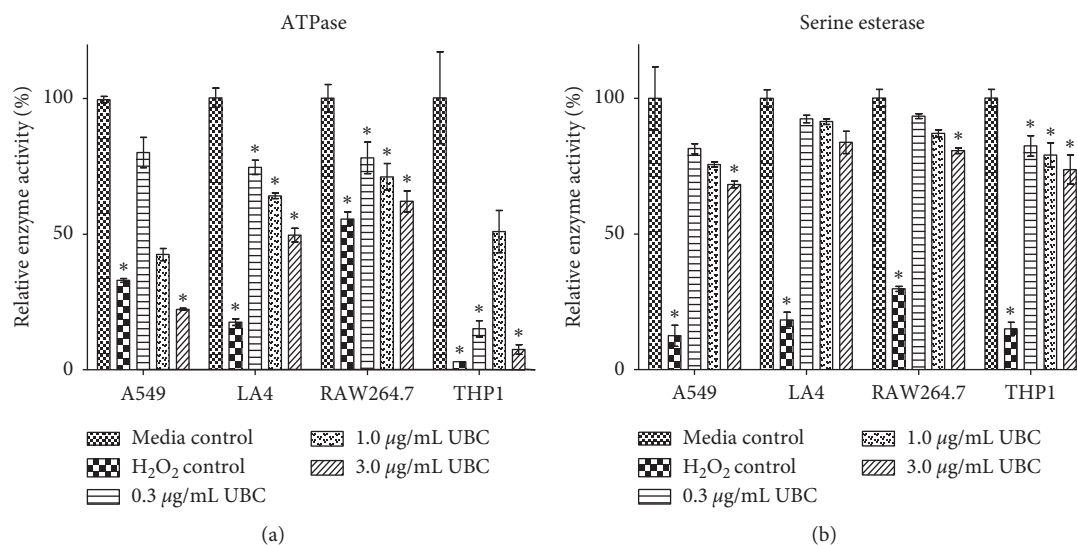 ATPase
Relative enzyme activity (%)
100
50
0
*
*
*
*
*
*
*
*
*
*
*
*
*
A549
LA4
RAW264.7
THP1
Media control
H₂O₂ control
0.3 μg/mL UBC
1.0 μg/mL UBC
3.0 μg/mL UBC
(a)
Serine esterase
Relative enzyme activity (%)
100
50
0
*
*
*
*
*
*
*
*
*
A549
LA4
RAW264.7
THP1
Media control
H₂O₂ control
0.3 μg/mL UBC
1.0 μg/mL UBC
3.0 μg/mL UBC
(b)